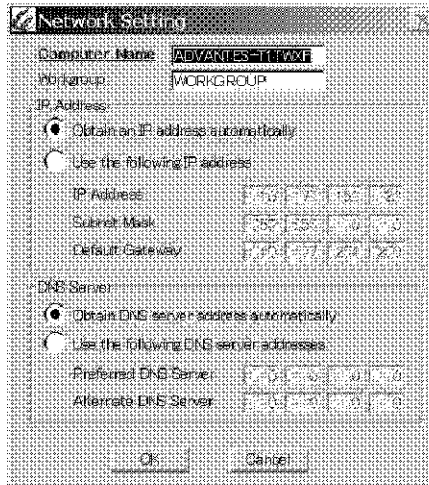 Network Setting
Computer Name
Workgroup WORKGROUP
IP Address
Obtain an IP address automatically
Use the following IP address
IP Address
Subnet Mask
Default Gateway
DNS Server
Obtain DNS server address automatically
Use the following DNS server addresses
Preferred DNS Server
Alternate DNS Server
OK Cancel